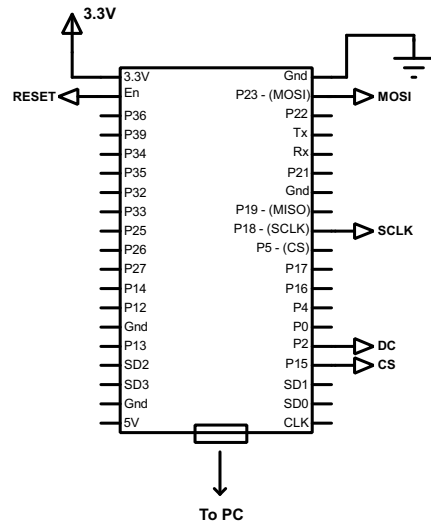 3.3V
3.3V Gnd
RESET En P23 - (MOSI) MOSI
P36 P22
P39 Tx
P34 Rx
P35 P21
P32 Gnd
P33 P19 - (MISO)
P25 P18 - (SCLK) SCLK
P26 P5 - (CS)
P27 P17
P14 P16
P12 P4
Gnd P0
P13 P2 DC
SD2 P15 CS
SD3 SD1
Gnd SD0
5V CLK
To PC